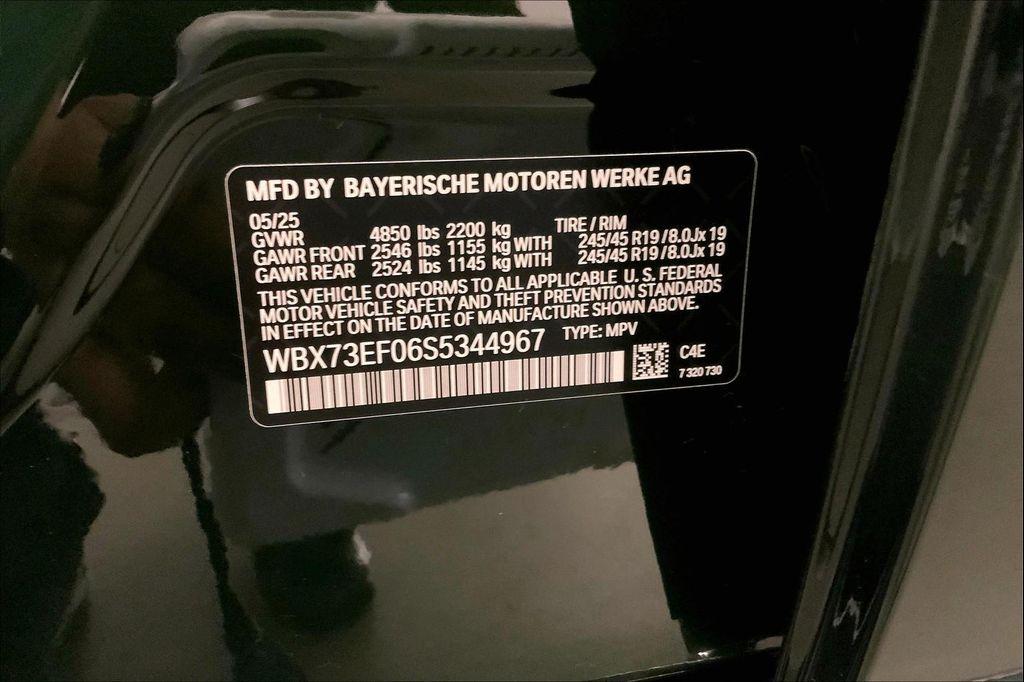 MFD BY BAYERISCHE MOTOREN WERKE AG
05/25 TIRE / RIM
GVWR 4850 lbs 2200 kg
GAWR FRONT 2546 lbs 1155 kg WITH 245/45 R19/8.0Jx 19
GAWR REAR 2524 lbs 1145 kg WITH 245/45 R19/8.0Jx 19
THIS VEHICLE CONFORMS TO ALL APPLICABLE U. S. FEDERAL
MOTOR VEHICLE SAFETY AND THEFT PREVENTION STANDARDS
IN EFFECT ON THE DATE OF MANUFACTURE SHOWN ABOVE.
WBX73EF06S5344967 TYPE: MPV
C4E
7 320 730